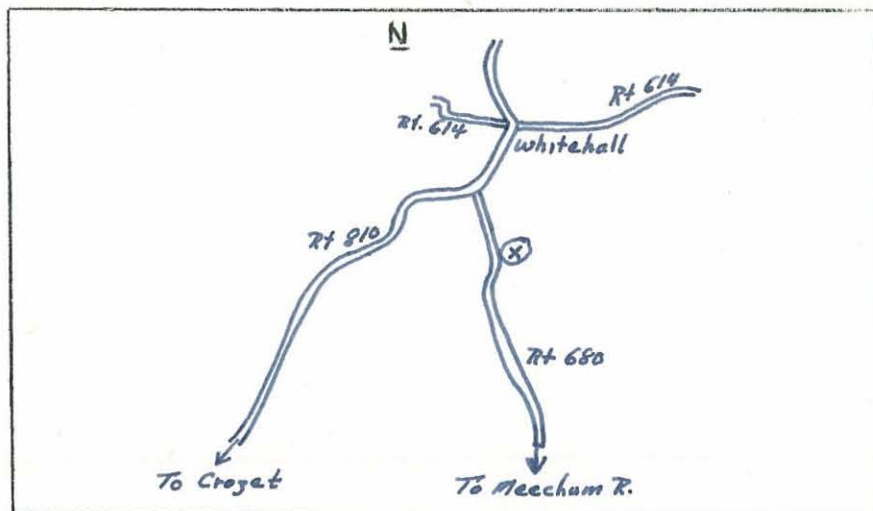 N
Rt 614
Rt. 614
Whitehall
Rt 810
X
Rt 680
To Crozet
To Meechum R.